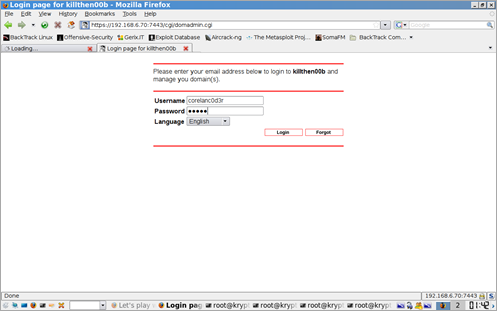 Login page for killthen00b - Mozilla Firefox
File Edit View History Bookmarks Tools Help
https://192.168.6.70:7443/cgi/domadmin.cgi
Google
BackTrack Linux Offensive-Security Gerix.IT Exploit Database Aircrack-ng The Metasploit Proj... SomaFM BackTrack Com...
Loading... Login page for killthen00b
Please enter your email address below to login to killthen00b and
manage you domain(s).
Username corelanc0d3r
Password •••••
Language English
Login Forgot
Done 192.168.6.70:7443
Let's play Login pag root@kryp root@kryp root@kryp root@kryp 2